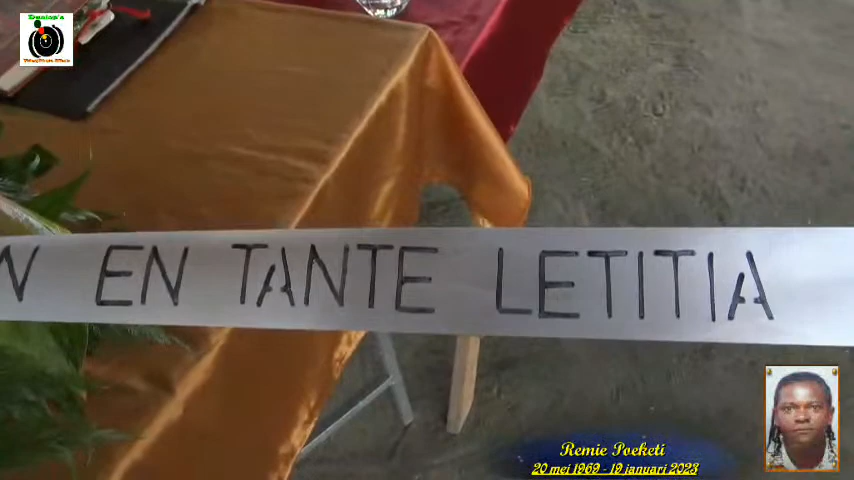 N EN TANTE LETITIA
Remie Poeketi
20 mei 1969 - 19 januari 2023